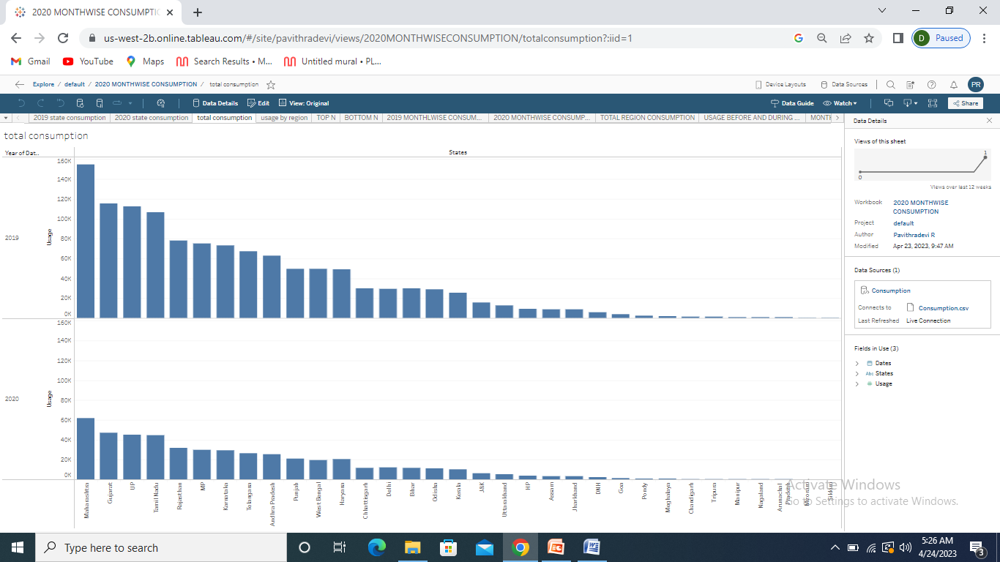 2020 MONTHWISE CONSUMPTIO
us-west-2b.online.tableau.com/#/site/pavithradevi/views/2020MONTHWISECONSUMPTION/totalconsumption?:iid=1
G
D Paused
Gmail YouTube Maps Search Results • M... Untitled mural • PL...
Explore / default / 2020 MONTHWISE CONSUMPTION / total consumption
Device Layouts Data Sources PR
Data Details Edit View: Original Data Guide Watch Share
2019 state consumption 2020 state consumption total consumption usage by region TOP N BOTTOM N 2019 MONTHLWISE CONSUM... 2020 MONTHWISE CONSUMP... TOTAL REGION CONSUMPTION USAGE BEFORE AND DURING ... MONTH
total consumption
Year of Dat..
States
2019
Usage
160K
140K
120K
100K
80K
60K
40K
20K
0K
2020
Usage
160K
140K
120K
100K
80K
60K
40K
20K
0K
Maharashtra
Gujarat
UP
Tamil Nadu
Rajasthan
MP
Karnataka
Telangana
Andhra Pradesh
Punjab
West Bengal
Haryana
Chhattisgarh
Delhi
Bihar
Odisha
Kerala
J&K
Uttarakhand
HP
Assam
Jharkhand
DNH
Goa
Pondy
Meghalaya
Chandigarh
Tripura
Manipur
Nagaland
Arunachal
Pradesh
Mizoram
Sikkim
Data Details
Views of this sheet
1
0
Views over last 12 weeks
Workbook 2020 MONTHWISE
CONSUMPTION
Project default
Author Pavithradevi R
Modified Apr 23, 2023, 9:47 AM
Data Sources (1)
Consumption
Connects to Consumption.csv
Last Refreshed Live Connection
Fields in Use (3)
Dates
Abc States
Usage
Activate Windows
Go to Settings to activate Windows.
Type here to search
5:26 AM
4/24/2023
3